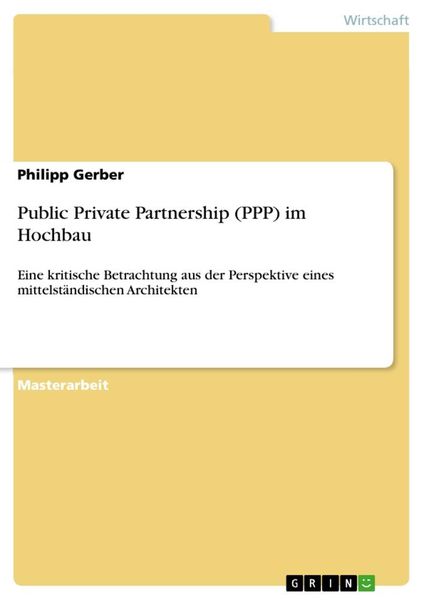 Wirtschaft
Philipp Gerber
Public Private Partnership (PPP) im
Hochbau
Eine kritische Betrachtung aus der Perspektive eines
mittelständischen Architekten
Masterarbeit
GRIN